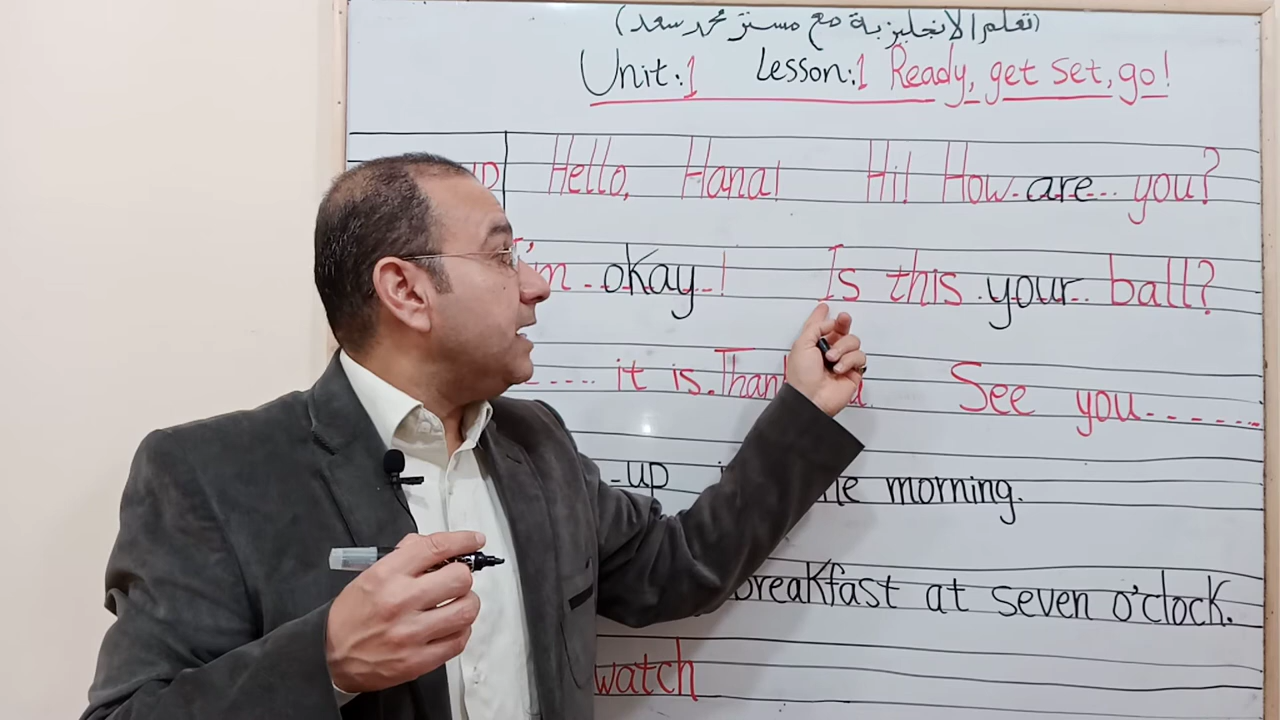 (تعلم الانجليزية مع مستر محمد سعد)
Unit:1 Lesson:1 Ready, get set, go!
up Hello, Hana! Hi! How are you?
I'm okay! Is this your ball?
.... it is. See you......
up morning.
breakfast at seven o'clock.
watch